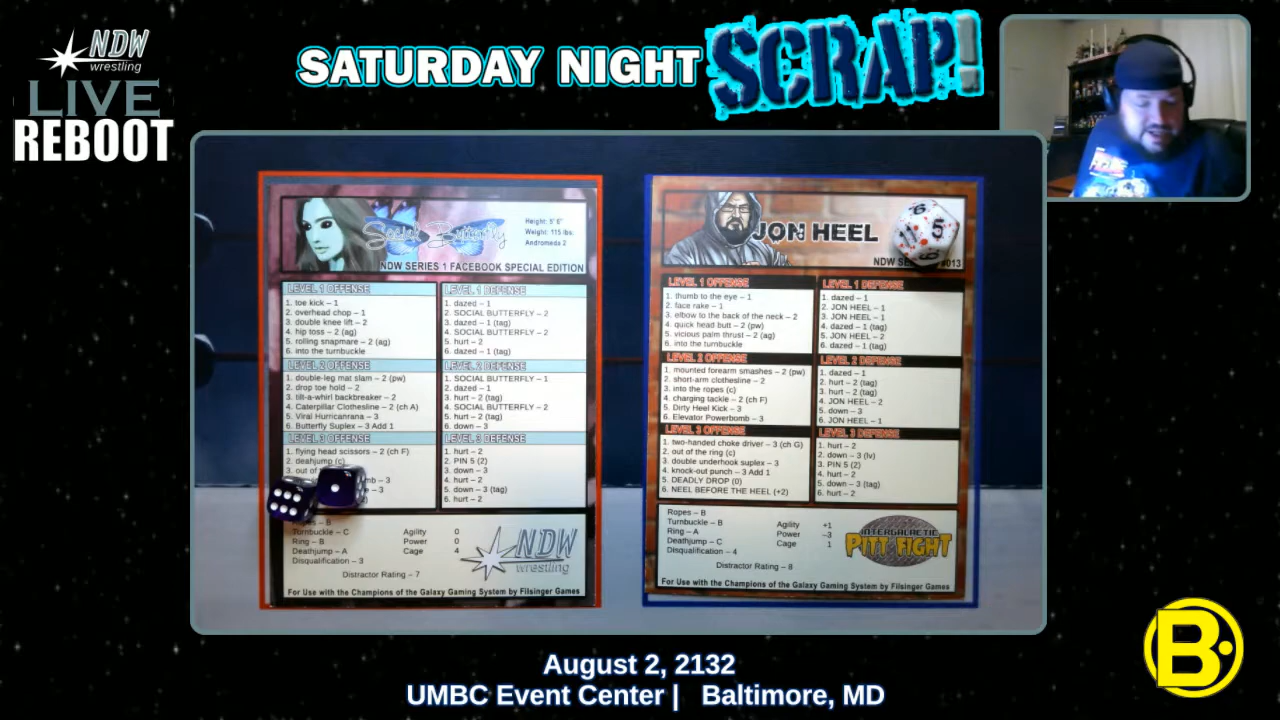 NDW
wrestling
LIVE
REBOOT
SATURDAY NIGHT SCRAP!
Social Butterfly
Height: 5' 6"
Weight: 115 lbs.
Andromeda 2
NDW SERIES 1 FACEBOOK SPECIAL EDITION
LEVEL 1 OFFENSE
1. toe kick – 1
2. overhead chop – 1
3. double knee lift – 2
4. hip toss – 2 (ag)
5. rolling snapmare – 2 (ag)
6. into the turnbuckle
LEVEL 1 DEFENSE
1. dazed – 1
2. SOCIAL BUTTERFLY – 2
3. dazed – 1 (tag)
4. SOCIAL BUTTERFLY – 2
5. hurt – 2
6. dazed – 1 (tag)
LEVEL 2 OFFENSE
1. double-leg mat slam – 2 (pw)
2. drop toe hold – 2
3. tilt-a-whirl backbreaker – 2
4. Caterpillar Clothesline – 2 (ch A)
5. Viral Hurricanrana – 3
6. Butterfly Suplex – 3 Add 1
LEVEL 2 DEFENSE
1. SOCIAL BUTTERFLY – 1
2. dazed – 1
3. hurt – 2 (tag)
4. SOCIAL BUTTERFLY – 2
5. hurt – 2 (tag)
6. down – 3
LEVEL 3 OFFENSE
1. flying head scissors – 2 (ch F)
2. deathjump (c)
3. out of
mb – 3
– 3
LEVEL 3 DEFENSE
1. hurt – 2
2. PIN 5 (2)
3. down – 3
4. hurt – 2
5. down – 3 (tag)
6. hurt – 2
Ropes – B
Turnbuckle – C
Ring – B
Deathjump – A
Disqualification – 3
Agility 0
Power 0
Cage 4
Distractor Rating – 7
NDW
wrestling
For Use with the Champions of the Galaxy Gaming System by Filsinger Games
JON HEEL
NDW SE
#013
6
5
LEVEL 1 OFFENSE
1. thumb to the eye – 1
2. face rake – 1
3. elbow to the back of the neck – 2
4. quick head butt – 2 (pw)
5. vicious palm thrust – 2 (ag)
6. into the turnbuckle
LEVEL 1 DEFENSE
1. dazed – 1
2. JON HEEL – 1
3. JON HEEL – 1
4. dazed – 1 (tag)
5. JON HEEL – 2
6. dazed – 1 (tag)
LEVEL 2 OFFENSE
1. mounted forearm smashes – 2 (pw)
2. short-arm clothesline – 2
3. into the ropes (c)
4. charging tackle – 2 (ch F)
5. Dirty Heel Kick – 3
6. Elevator Powerbomb – 3
LEVEL 2 DEFENSE
1. dazed – 1
2. hurt – 2 (tag)
3. hurt – 2 (tag)
4. JON HEEL – 2
5. down – 3
6. JON HEEL – 1
LEVEL 3 OFFENSE
1. two-handed choke driver – 3 (ch G)
2. out of the ring (c)
3. double underhook suplex – 3
4. knock-out punch – 3 Add 1
5. DEADLY DROP (0)
6. NEEL BEFORE THE HEEL (+2)
LEVEL 3 DEFENSE
1. hurt – 2
2. down – 3 (lv)
3. PIN 5 (2)
4. hurt – 2
5. down – 3 (tag)
6. hurt – 2
Ropes – B
Turnbuckle – B
Ring – A
Deathjump – C
Disqualification – 4
Agility +1
Power –3
Cage 1
Distractor Rating – 8
INTERGALACTIC
PITT FIGHT
For Use with the Champions of the Galaxy Gaming System by Filsinger Games
B
August 2, 2132
UMBC Event Center | Baltimore, MD